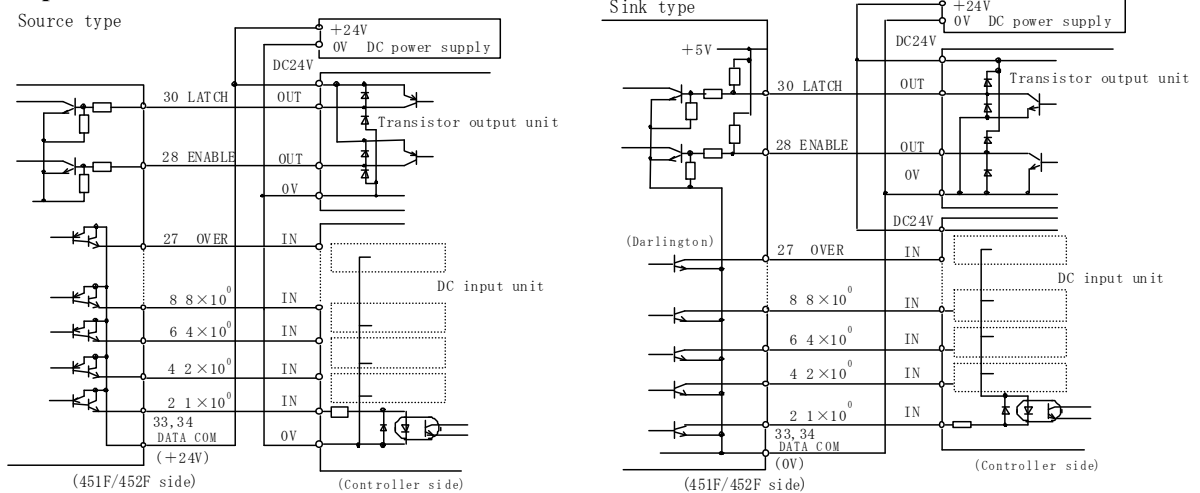 Source type
+24V
0V DC power supply
DC24V
30 LATCH OUT
Transistor output unit
28 ENABLE OUT
0V
27 OVER IN
DC input unit
8 8×10⁰ IN
6 4×10⁰ IN
4 2×10⁰ IN
2 1×10⁰ IN
33,34
DATA COM 0V
(+24V)
(451F/452F side)
(Controller side)
Sink type
+24V
0V DC power supply
DC24V
+5V
Transistor output unit
30 LATCH OUT
28 ENABLE OUT
0V
DC24V
(Darlington)
27 OVER IN
DC input unit
8 8×10⁰ IN
6 4×10⁰ IN
4 2×10⁰ IN
2 1×10⁰ IN
33,34
DATA COM
(0V)
(Controller side)
(451F/452F side)